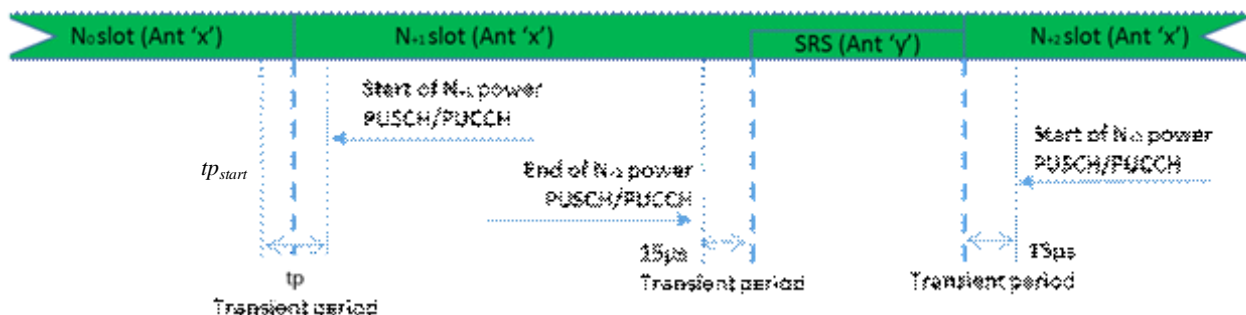 N₀ slot (Ant ‘x’)
N₊₁ slot (Ant ‘x’)
SRS (Ant ‘y’)
N₊₂ slot (Ant ‘x’)
Start of N₊₁ power
PUSCH/PUCCH
Start of N₊₂ power
PUSCH/PUCCH
tp_start
End of N₊₁ power
PUSCH/PUCCH
15µs
15µs
tp
Transient period
Transient period
Transient period